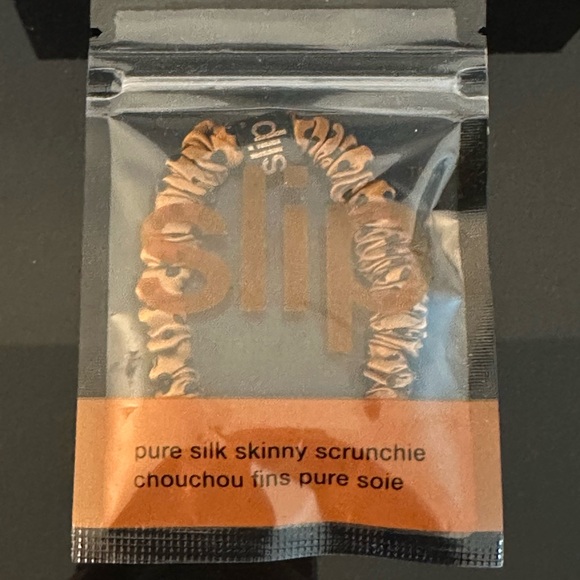 slip
slip
pure silk skinny scrunchie
chouchou fins pure soie